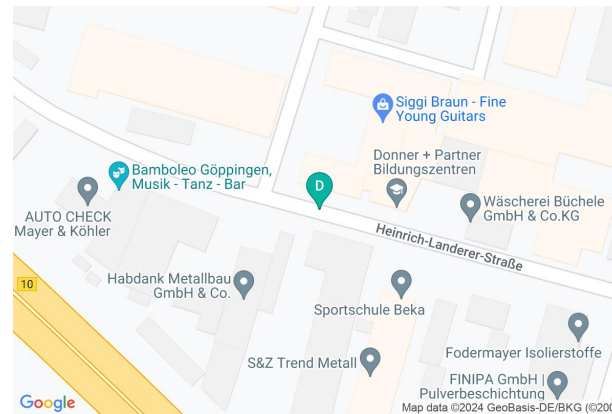 Siggi Braun - Fine
Young Guitars
Donner + Partner
Bildungszentren
Bamboleo Göppingen,
Musik - Tanz - Bar
D
Wäscherei Büchele
GmbH & Co.KG
AUTO CHECK
Mayer & Köhler
Heinrich-Landerer-Straße
10
Habdank Metallbau
GmbH & Co.
Sportschule Beka
S&Z Trend Metall
Fodermayer Isolierstoffe
FINIPA GmbH |
Pulverbeschichtung
Google
Map data ©2024 GeoBasis-DE/BKG (©200